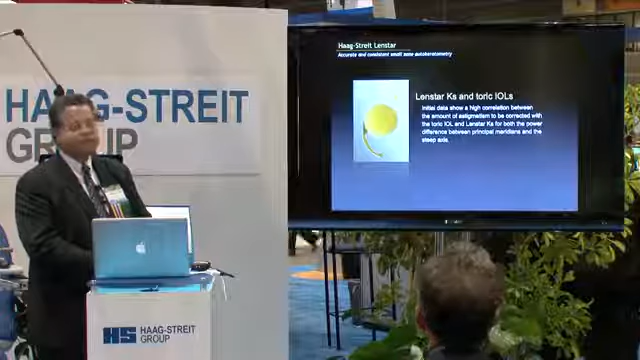 HAAG-STREIT
GROUP
Haag-Streit Lenstar
Accurate and consistent small zone autokeratometry
Lenstar Ks and toric IOLs
Initial data show a high correlation between
the amount of astigmatism to be corrected with
the toric IOL and Lenstar Ks for both the power
difference between principal meridians and the
steep axis.
HS HAAG-STREIT
GROUP